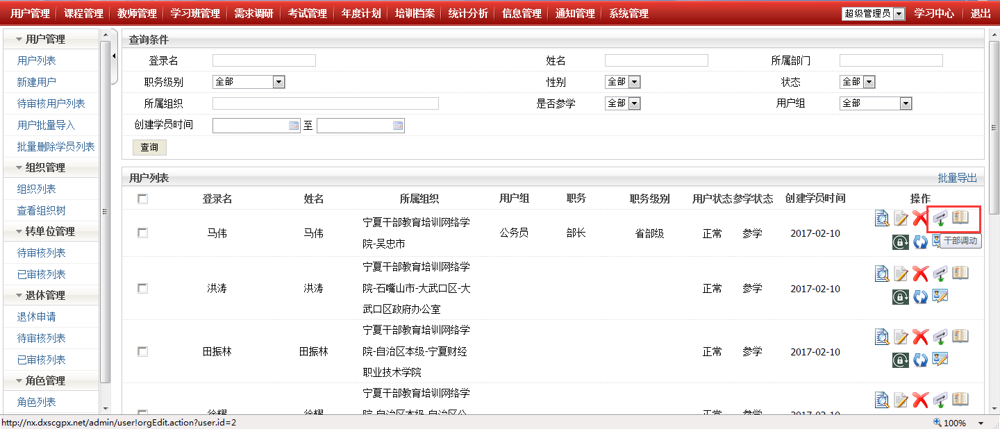 用户管理 课程管理 教师管理 学习班管理 需求调研 考试管理 年度计划 培训档案 统计分析 信息管理 通知管理 系统管理 超级管理员 学习中心 退出
用户管理
用户列表
新建用户
待审核用户列表
用户批量导入
批量删除学员列表
组织管理
组织列表
查看组织树
转单位管理
待审核列表
已审核列表
退休管理
退休申请
待审核列表
已审核列表
角色管理
角色列表
查询条件
登录名 姓名 所属部门
职务级别 全部 性别 全部 状态 全部
所属组织 是否参学 全部 用户组 全部
创建学员时间 至
查询
用户列表 批量导出
登录名 姓名 所属组织 用户组 职务 职务级别 用户状态 参学状态 创建学员时间 操作
马伟 马伟 宁夏干部教育培训网络学
院-吴忠市 公务员 部长 省部级 正常 参学 2017-02-10
干部调动
洪涛 洪涛 宁夏干部教育培训网络学
院-石嘴山市-大武口区-大
武口区政府办公室 正常 参学 2017-02-10
田振林 田振林 宁夏干部教育培训网络学
院-自治区本级-宁夏财经
职业技术学院 正常 参学 2017-02-10
宁夏干部教育培训网络学
徐耀 徐耀 院-自治区本级-自治区公 正常 参学 2017-02-10
http://nx.dxscgpx.net/admin/user!orgEdit.action?user.id=2 100%